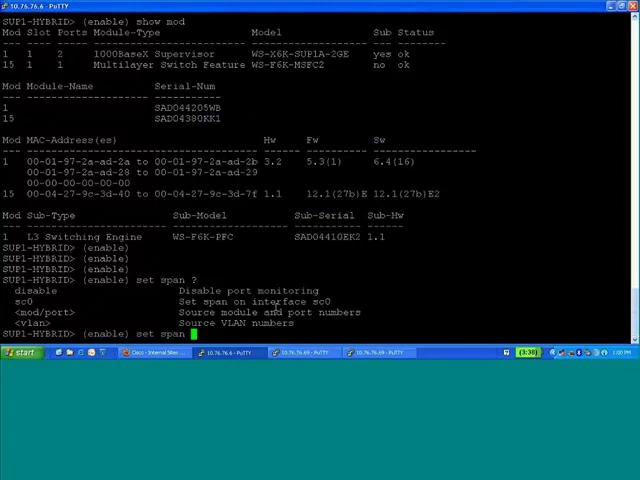 10.76.76.6 - PuTTY
SUP1-HYBRID> (enable) show mod
Mod Slot Ports Module-Type Model Sub Status
--- ---- ----- ------------------------- ------------------- --- --------
1 1 2 1000BaseX Supervisor WS-X6K-SUP1A-2GE yes ok
15 1 1 Multilayer Switch Feature WS-F6K-MSFC2 no ok
Mod Module-Name Serial-Num
--- ------------------- -----------
1 SAD044205WB
15 SAD04380KK1
Mod MAC-Address(es) Hw Fw Sw
--- -------------------------------------- ------ ---------- -----------------
1 00-01-97-2a-ad-2a to 00-01-97-2a-ad-2b 3.2 5.3(1) 6.4(16)
00-01-97-2a-ad-28 to 00-01-97-2a-ad-29
00-00-00-00-00-00
15 00-04-27-9c-3d-40 to 00-04-27-9c-3d-7f 1.1 12.1(27b)E 12.1(27b)E2
Mod Sub-Type Sub-Model Sub-Serial Sub-Hw
--- ----------------------- ------------------- ----------- ------
1 L3 Switching Engine WS-F6K-PFC SAD04410EK2 1.1
SUP1-HYBRID> (enable)
SUP1-HYBRID> (enable)
SUP1-HYBRID> (enable)
SUP1-HYBRID> (enable) set span ?
disable Disable port monitoring
sc0 Set span on interface sc0
<mod/port> Source module and port numbers
<vlan> Source VLAN numbers
SUP1-HYBRID> (enable) set span
start
Cisco - Internal Sites
10.76.76.6 - PuTTY
10.76.76.69 - PuTTY
10.76.76.69 - PuTTY
(3:38)
1:00 PM